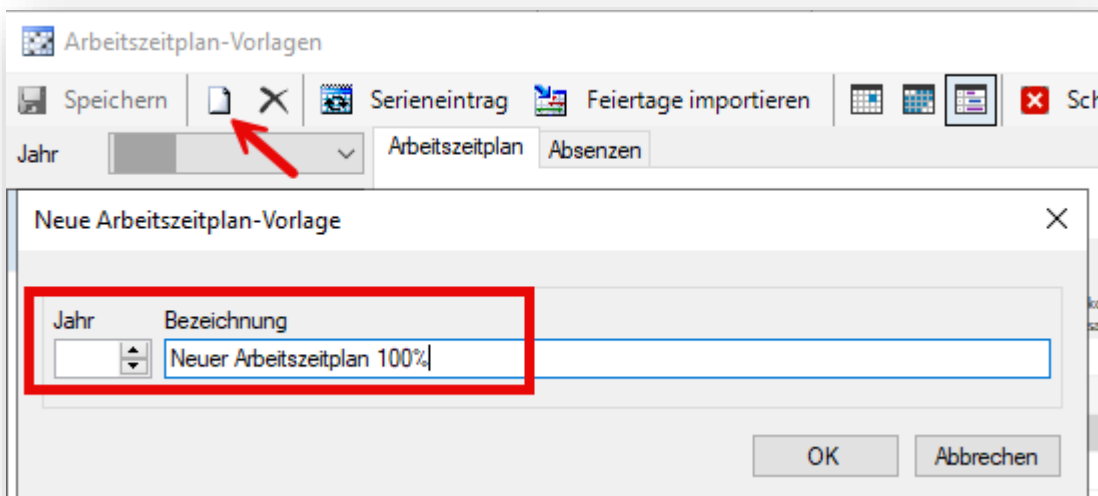 Arbeitszeitplan-Vorlagen
Speichern Serieneintrag Feiertage importieren
Jahr Arbeitszeitplan Absenzen
Neue Arbeitszeitplan-Vorlage
Jahr Bezeichnung
Neuer Arbeitszeitplan 100%
OK Abbrechen